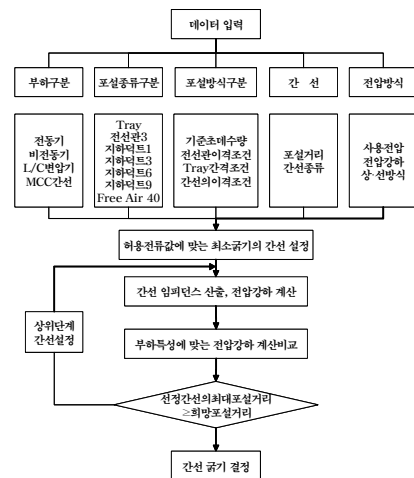 데이터 입력
부하구분
포설종류구분
포설방식구분
간 선
전압방식
전동기
비전동기
L/C변압기
MCC간선
Tray
전선관3
지하덕트1
지하덕트3
지하덕트6
지하덕트9
Free Air 40
기준초데수량
전선관이격조건
Tray간격조건
간선의이격조건
포설거리
간선종류
사용전압
전압강하
상·선방식
허용전류값에 맞는 최소굵기의 간선 설정
간선 임피던스 산출, 전압강하 계산
상위단계
간선설정
부하특성에 맞는 전압강하 계산비교
선정간선의최대포설거리
≥희망포설거리
간선 굵기 결정